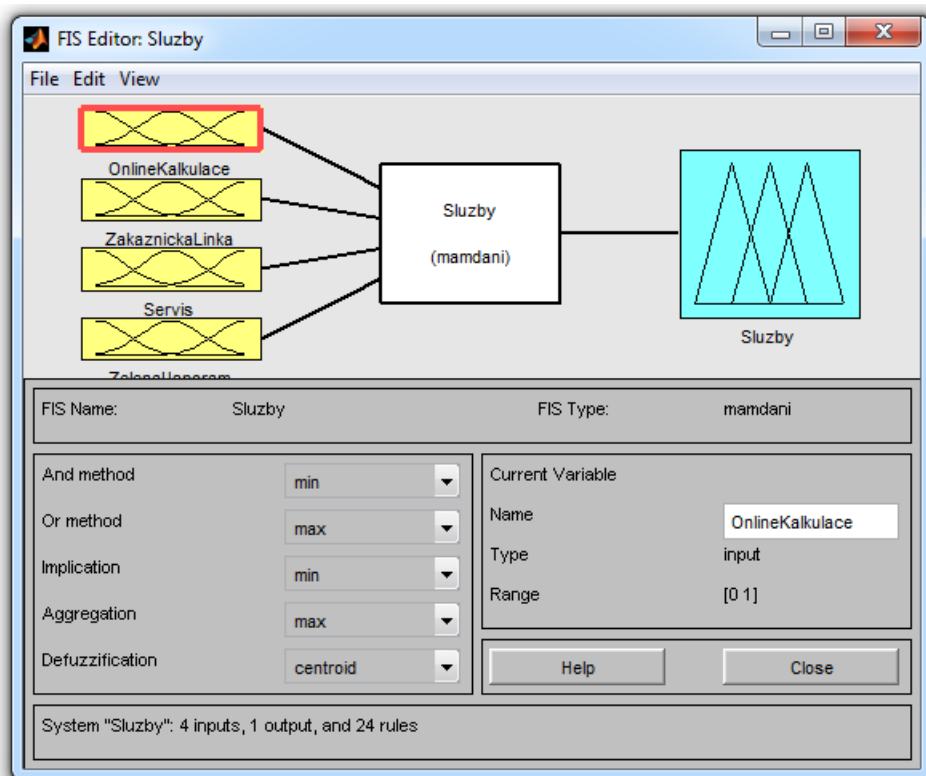 FIS Editor: Sluzby
File Edit View
OnlineKalkulace
ZakaznickaLinka
Servis
Sluzby
(mamdani)
Sluzby
FIS Name: Sluzby FIS Type: mamdani
And method min
Or method max
Implication min
Aggregation max
Defuzzification centroid
Current Variable
Name OnlineKalkulace
Type input
Range [0 1]
Help Close
System "Sluzby": 4 inputs, 1 output, and 24 rules